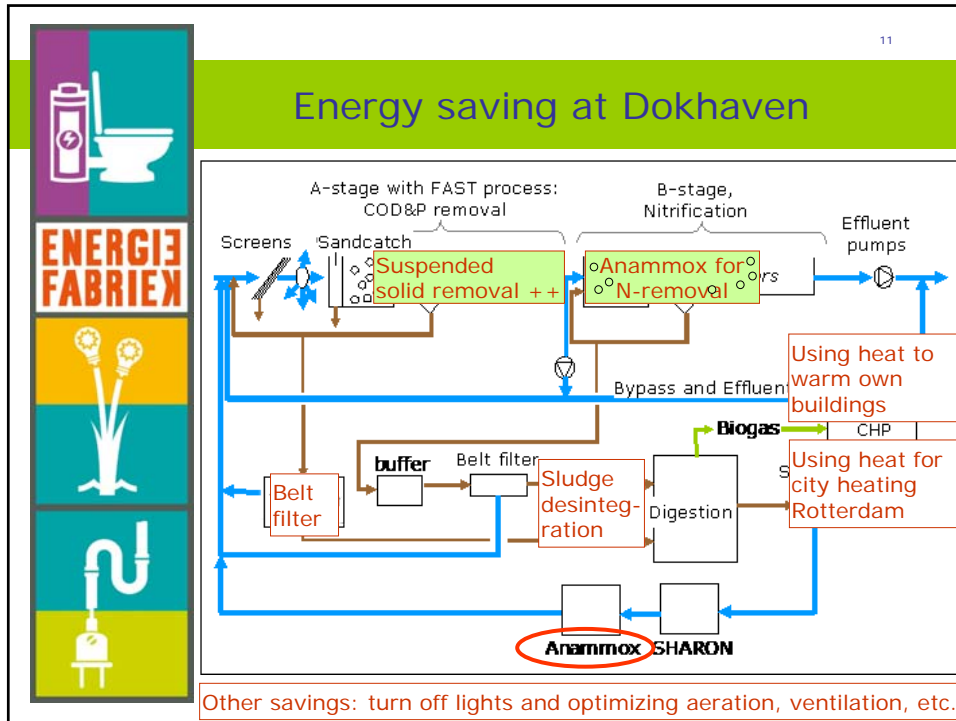 11
Energy saving at Dokhaven
ENERGIE
FABRIEK
A-stage with FAST process:
COD&P removal
B-stage,
Nitrification
Effluent
pumps
Screens
Sandcatch
Suspended
solid removal ++
Anammox for
N-removal
ers
Using heat to
warm own
buildings
Bypass and Effluent
Biogas
CHP
buffer
Belt filter
Belt
filter
Sludge
desinteg-
ration
Digestion
Using heat for
city heating
Rotterdam
S
Anammox
SHARON
Other savings: turn off lights and optimizing aeration, ventilation, etc.